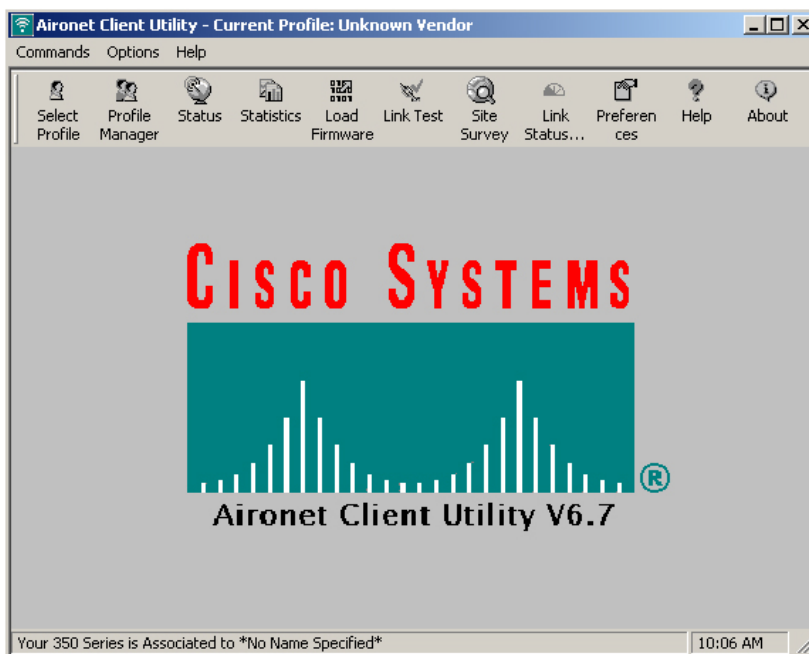 Aironet Client Utility - Current Profile: Unknown Vendor
Commands Options Help
Select Profile
Profile Manager
Status
Statistics
Load Firmware
Link Test
Site Survey
Link Status...
Preferen
ces
Help
About
CISCO SYSTEMS
®
Aironet Client Utility V6.7
Your 350 Series is Associated to *No Name Specified*
10:06 AM